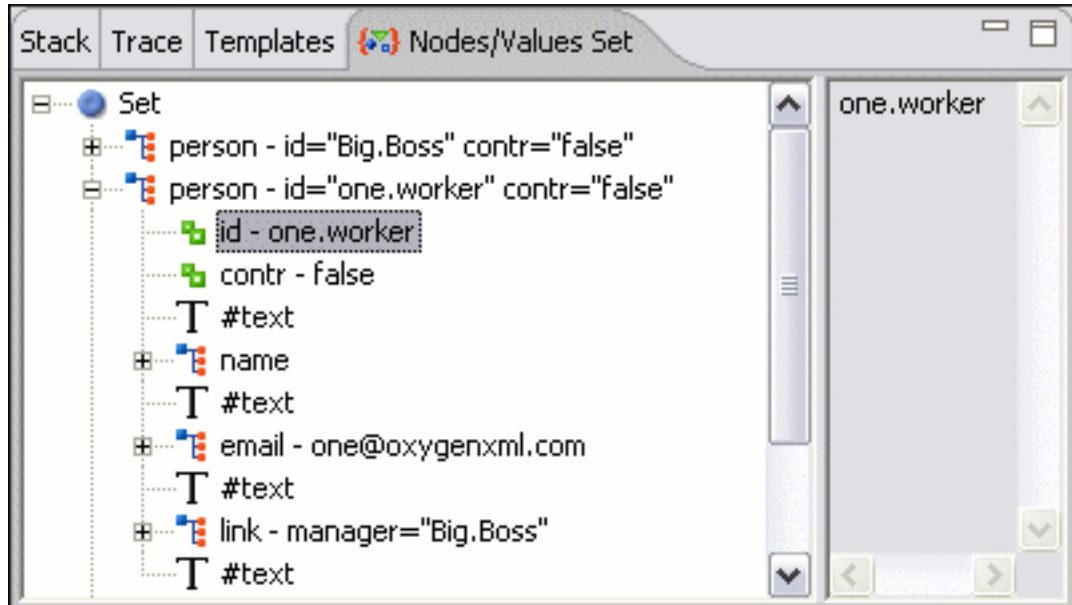 Stack Trace Templates Nodes/Values Set
Set
person - id="Big.Boss" contr="false"
person - id="one.worker" contr="false"
id - one.worker
contr - false
#text
name
#text
email - one@oxygenxml.com
#text
link - manager="Big.Boss"
#text
one.worker